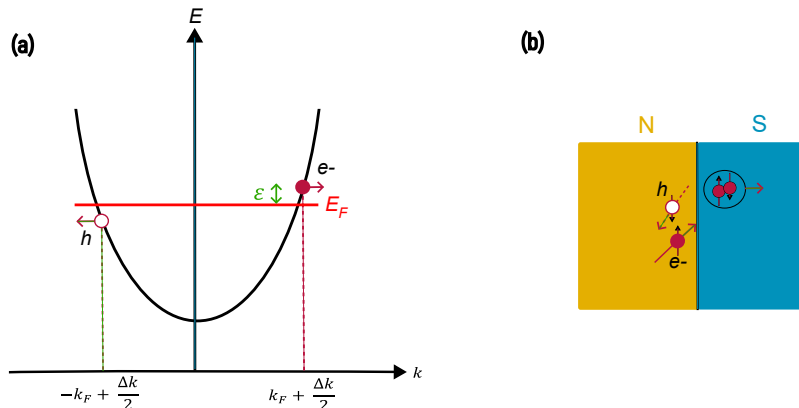 (a)
E
e-
ε
E_F
h
k
-k_F + Δk/2
k_F + Δk/2
(b)
N
S
h
e-